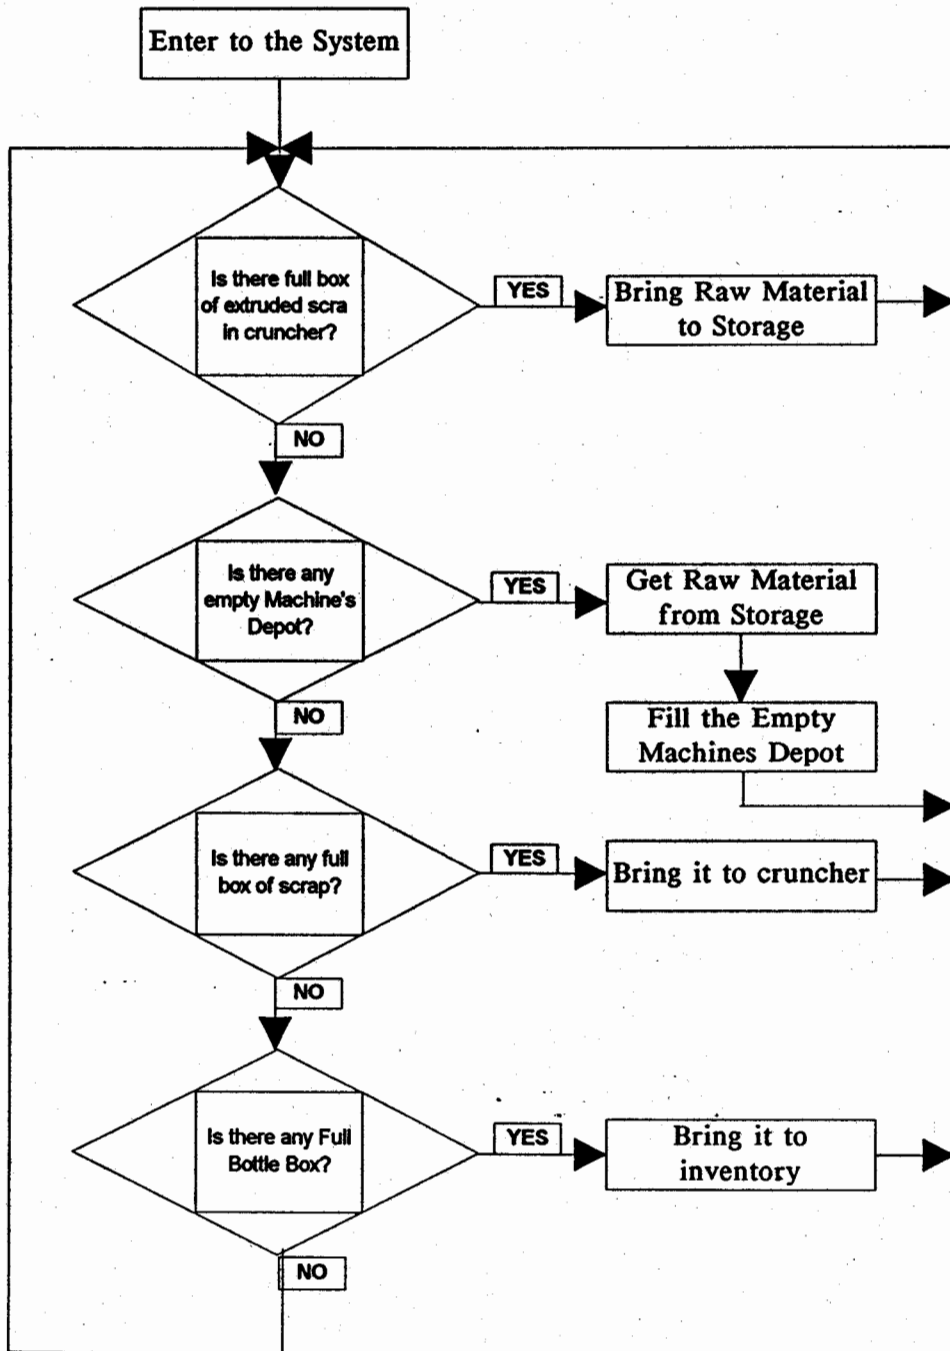 Enter to the System
Is there full box
of extruded scra
in cruncher?
YES
Bring Raw Material
to Storage
NO
Is there any
empty Machine's
Depot?
YES
Get Raw Material
from Storage
Fill the Empty
Machines Depot
NO
Is there any full
box of scrap?
YES
Bring it to cruncher
NO
Is there any Full
Bottle Box?
YES
Bring it to
inventory
NO